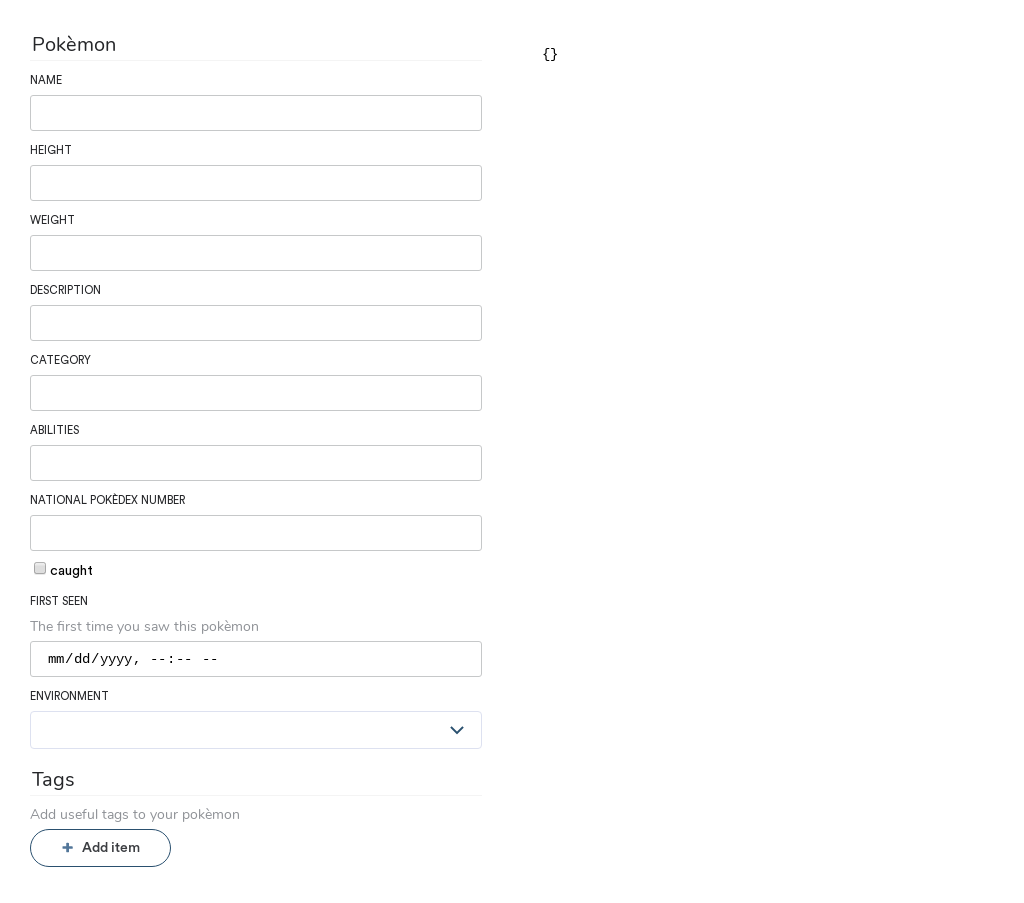 Pokèmon
{}
NAME
HEIGHT
WEIGHT
DESCRIPTION
CATEGORY
ABILITIES
NATIONAL POKÈDEX NUMBER
caught
FIRST SEEN
The first time you saw this pokèmon
mm/dd/yyyy, --:-- --
ENVIRONMENT
Tags
Add useful tags to your pokèmon
+ Add item